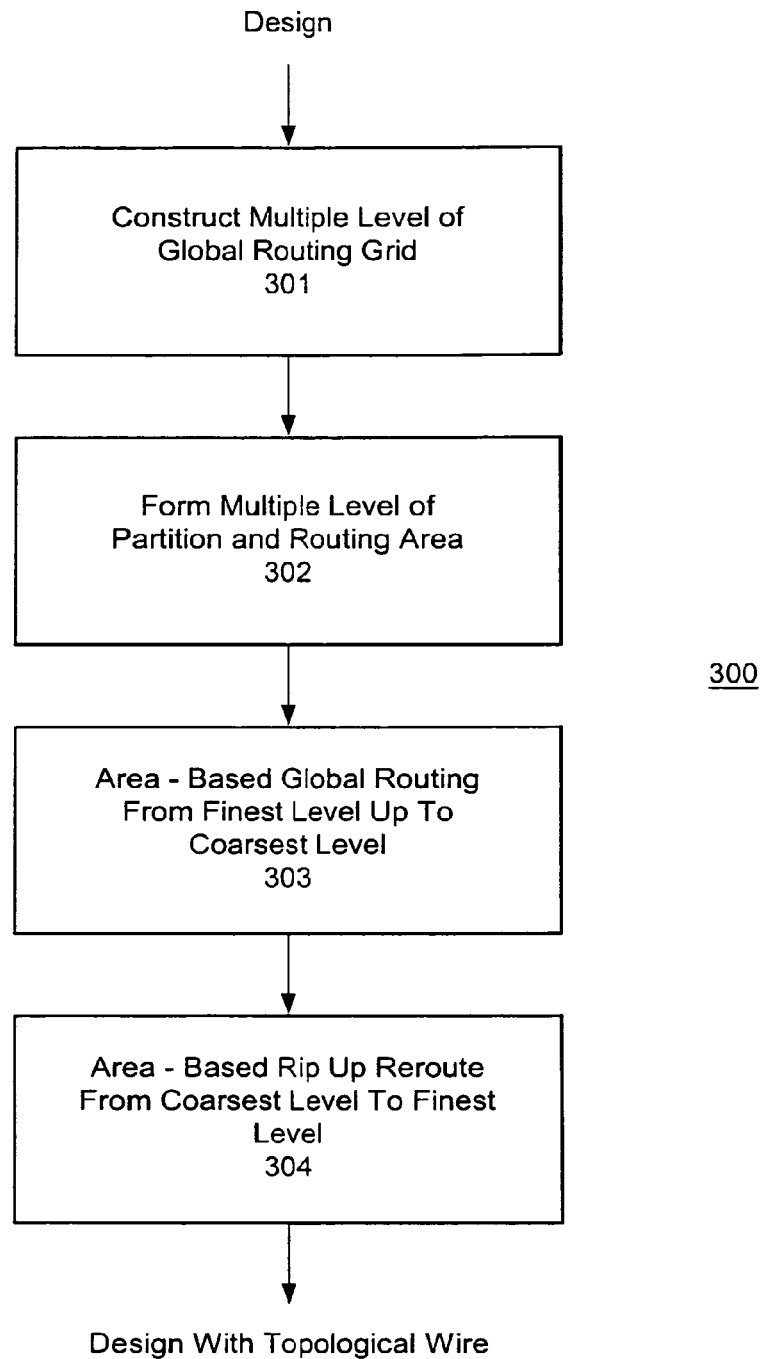 Design
Construct Multiple Level of
Global Routing Grid
301
Form Multiple Level of
Partition and Routing Area
302
300
Area - Based Global Routing
From Finest Level Up To
Coarsest Level
303
Area - Based Rip Up Reroute
From Coarsest Level To Finest
Level
304
Design With Topological Wire